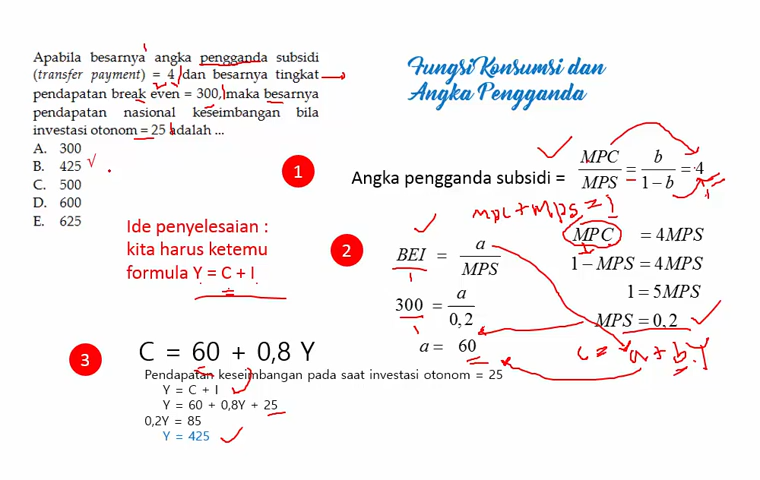 Apabila besarnya angka pengganda subsidi
(transfer payment) = 4 dan besarnya tingkat
pendapatan break even = 300, maka besarnya
pendapatan nasional keseimbangan bila
investasi otonom = 25 adalah ...
A. 300
B. 425
C. 500
D. 600
E. 625
Fungsi Konsumsi dan
Angka Pengganda
1
Angka pengganda subsidi = MPC/MPS = b/(1-b) = 4
MPC + MPS = 1
MPC = 4MPS
1 - MPS = 4MPS
1 = 5MPS
MPS = 0,2
Ide penyelesaian :
kita harus ketemu
formula Y = C + I
2
BEI = a/MPS
300 = a/0,2
a = 60
C = a + b.Y
3
C = 60 + 0,8 Y
Pendapatan keseimbangan pada saat investasi otonom = 25
Y = C + I
Y = 60 + 0,8Y + 25
0,2Y = 85
Y = 425